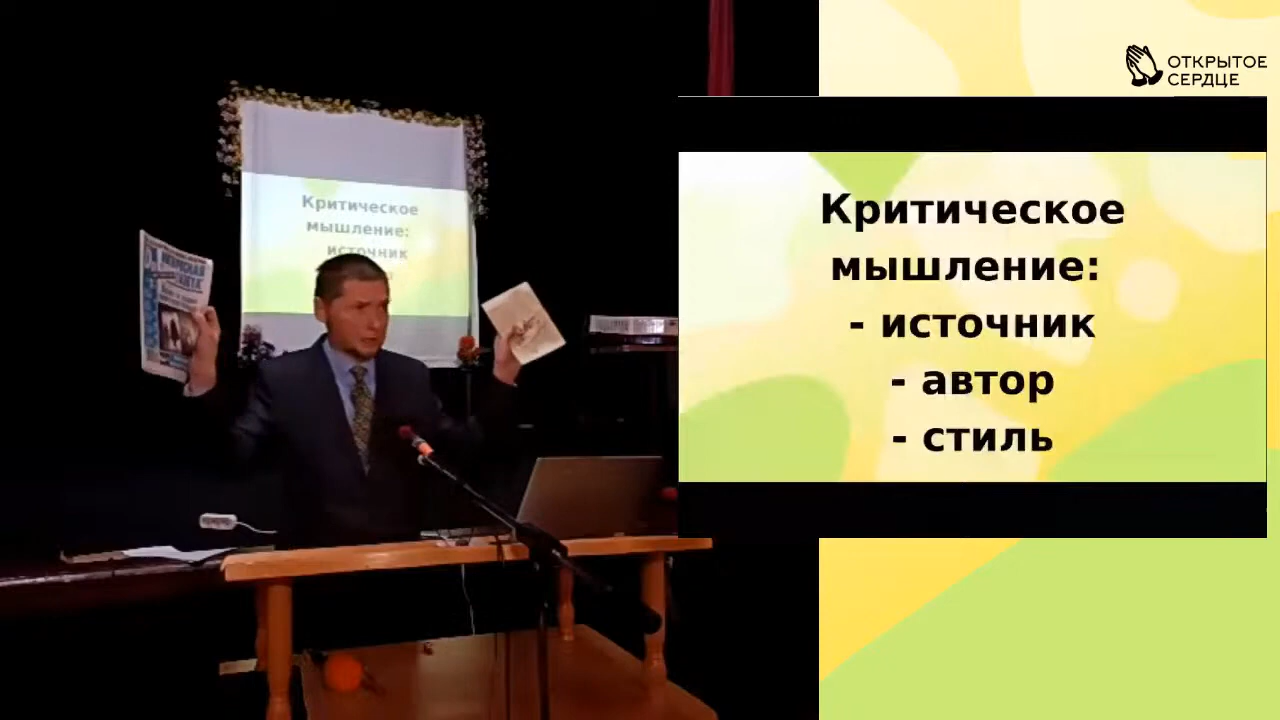 ОТКРЫТОЕ
СЕРДЦЕ
Критическое
мышление:
- источник
- автор
- стиль
Критическое
мышление:
источник